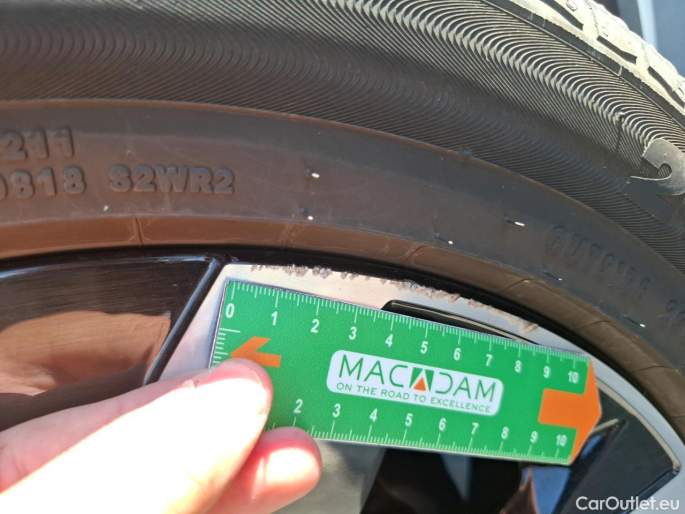 211
0818 S2WR2
0 1 2 3 4 5 6 7 8 9 10
MACADAM
ON THE ROAD TO EXCELLENCE
2 3 4 5 6 7 8 9 10
CarOutlet.eu